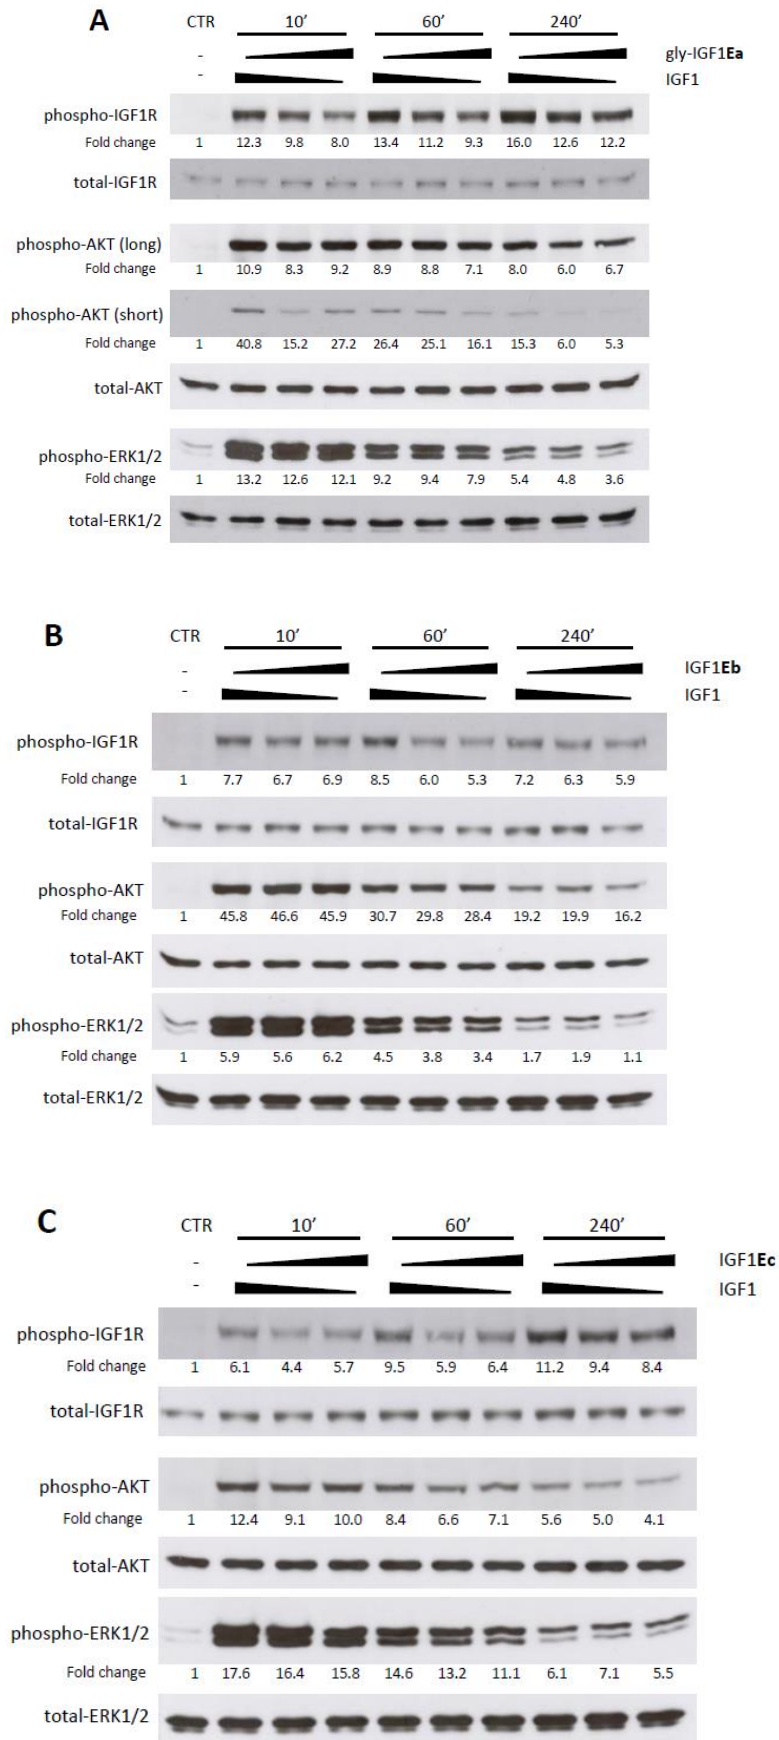 A
CTR 10′ 60′ 240′
- gly-IGF1Ea
- IGF1
phospho-IGF1R
Fold change 1 12.3 9.8 8.0 13.4 11.2 9.3 16.0 12.6 12.2
total-IGF1R
phospho-AKT (long)
Fold change 1 10.9 8.3 9.2 8.9 8.8 7.1 8.0 6.0 6.7
phospho-AKT (short)
Fold change 1 40.8 15.2 27.2 26.4 25.1 16.1 15.3 6.0 5.3
total-AKT
phospho-ERK1/2
Fold change 1 13.2 12.6 12.1 9.2 9.4 7.9 5.4 4.8 3.6
total-ERK1/2
B
CTR 10′ 60′ 240′
- IGF1Eb
- IGF1
phospho-IGF1R
Fold change 1 7.7 6.7 6.9 8.5 6.0 5.3 7.2 6.3 5.9
total-IGF1R
phospho-AKT
Fold change 1 45.8 46.6 45.9 30.7 29.8 28.4 19.2 19.9 16.2
total-AKT
phospho-ERK1/2
Fold change 1 5.9 5.6 6.2 4.5 3.8 3.4 1.7 1.9 1.1
total-ERK1/2
C
CTR 10′ 60′ 240′
- IGF1Ec
- IGF1
phospho-IGF1R
Fold change 1 6.1 4.4 5.7 9.5 5.9 6.4 11.2 9.4 8.4
total-IGF1R
phospho-AKT
Fold change 1 12.4 9.1 10.0 8.4 6.6 7.1 5.6 5.0 4.1
total-AKT
phospho-ERK1/2
Fold change 1 17.6 16.4 15.8 14.6 13.2 11.1 6.1 7.1 5.5
total-ERK1/2